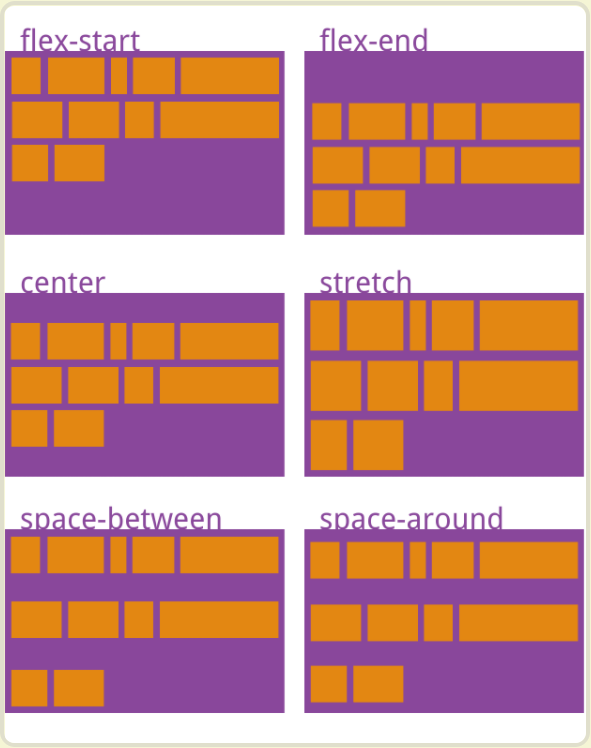 flex-start
flex-end
center
stretch
space-between
space-around